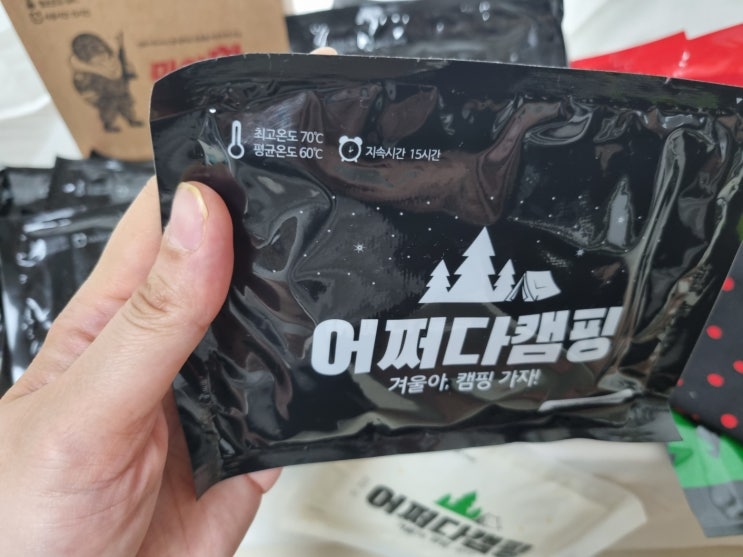 최고온도 70℃
평균온도 60℃
지속시간 15시간
어쩌다캠핑
겨울아, 캠핑 가자!
어쩌다캠핑